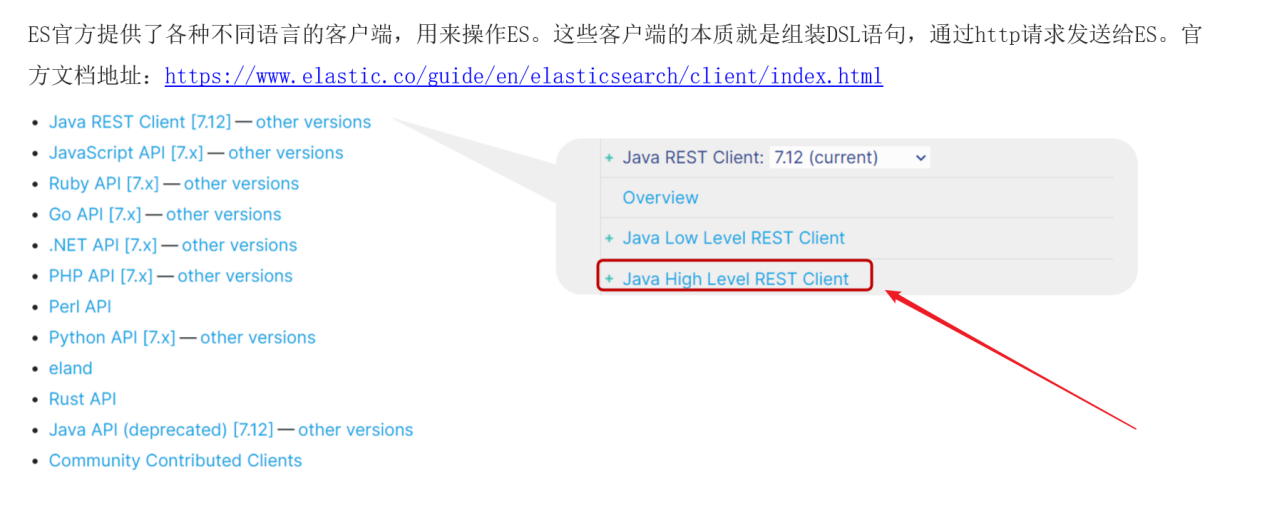 ES官方提供了各种不同语言的客户端，用来操作ES。这些客户端的本质就是组装DSL语句，通过http请求发送给ES。官
方文档地址：https://www.elastic.co/guide/en/elasticsearch/client/index.html
Java REST Client [7.12] — other versions
JavaScript API [7.x] — other versions
Ruby API [7.x] — other versions
Go API [7.x] — other versions
.NET API [7.x] — other versions
PHP API [7.x] — other versions
Perl API
Python API [7.x] — other versions
eland
Rust API
Java API (deprecated) [7.12] — other versions
Community Contributed Clients
+ Java REST Client: 7.12 (current)
Overview
+ Java Low Level REST Client
+ Java High Level REST Client